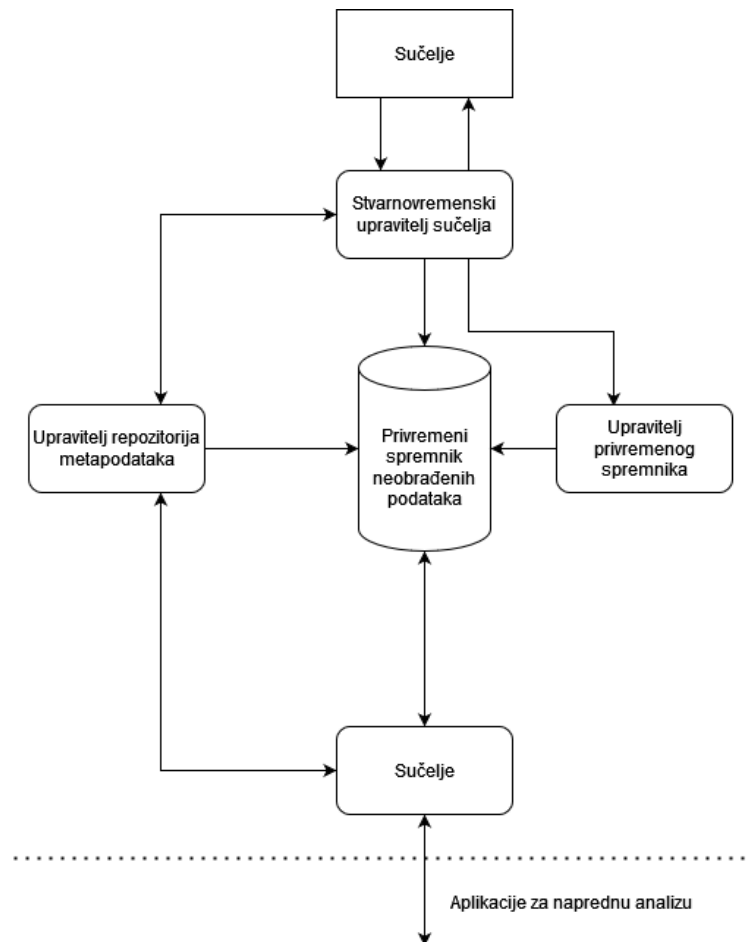 Sučelje
Stvarnovremenski
upravitelj sučelja
Upravitelj repozitorija
metapodataka
Privremeni
spremnik
neobrađenih
podataka
Upravitelj
privremenog
spremnika
Sučelje
Aplikacije za naprednu analizu